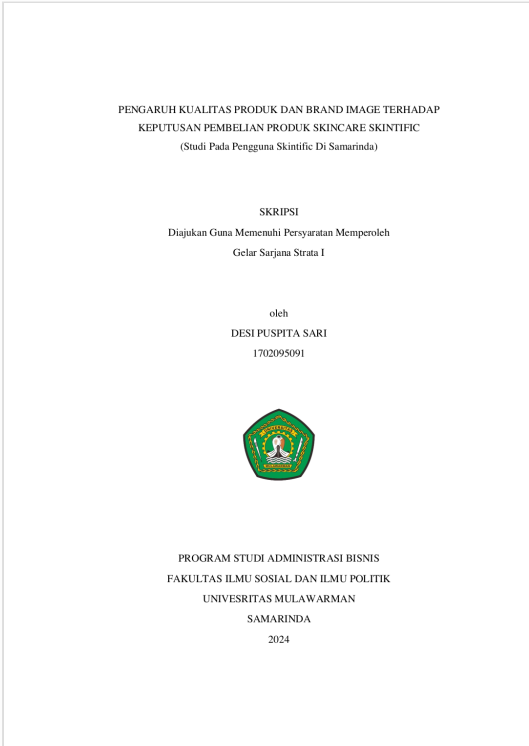 PENGARUH KUALITAS PRODUK DAN BRAND IMAGE TERHADAP
KEPUTUSAN PEMBELIAN PRODUK SKINCARE SKINTIFIC
(Studi Pada Pengguna Skintific Di Samarinda)
SKRIPSI
Diajukan Guna Memenuhi Persyaratan Memperoleh
Gelar Sarjana Strata I
oleh
DESI PUSPITA SARI
1702095091
UNIVERSITAS
MULAWARMAN
PROGRAM STUDI ADMINISTRASI BISNIS
FAKULTAS ILMU SOSIAL DAN ILMU POLITIK
UNIVESRITAS MULAWARMAN
SAMARINDA
2024